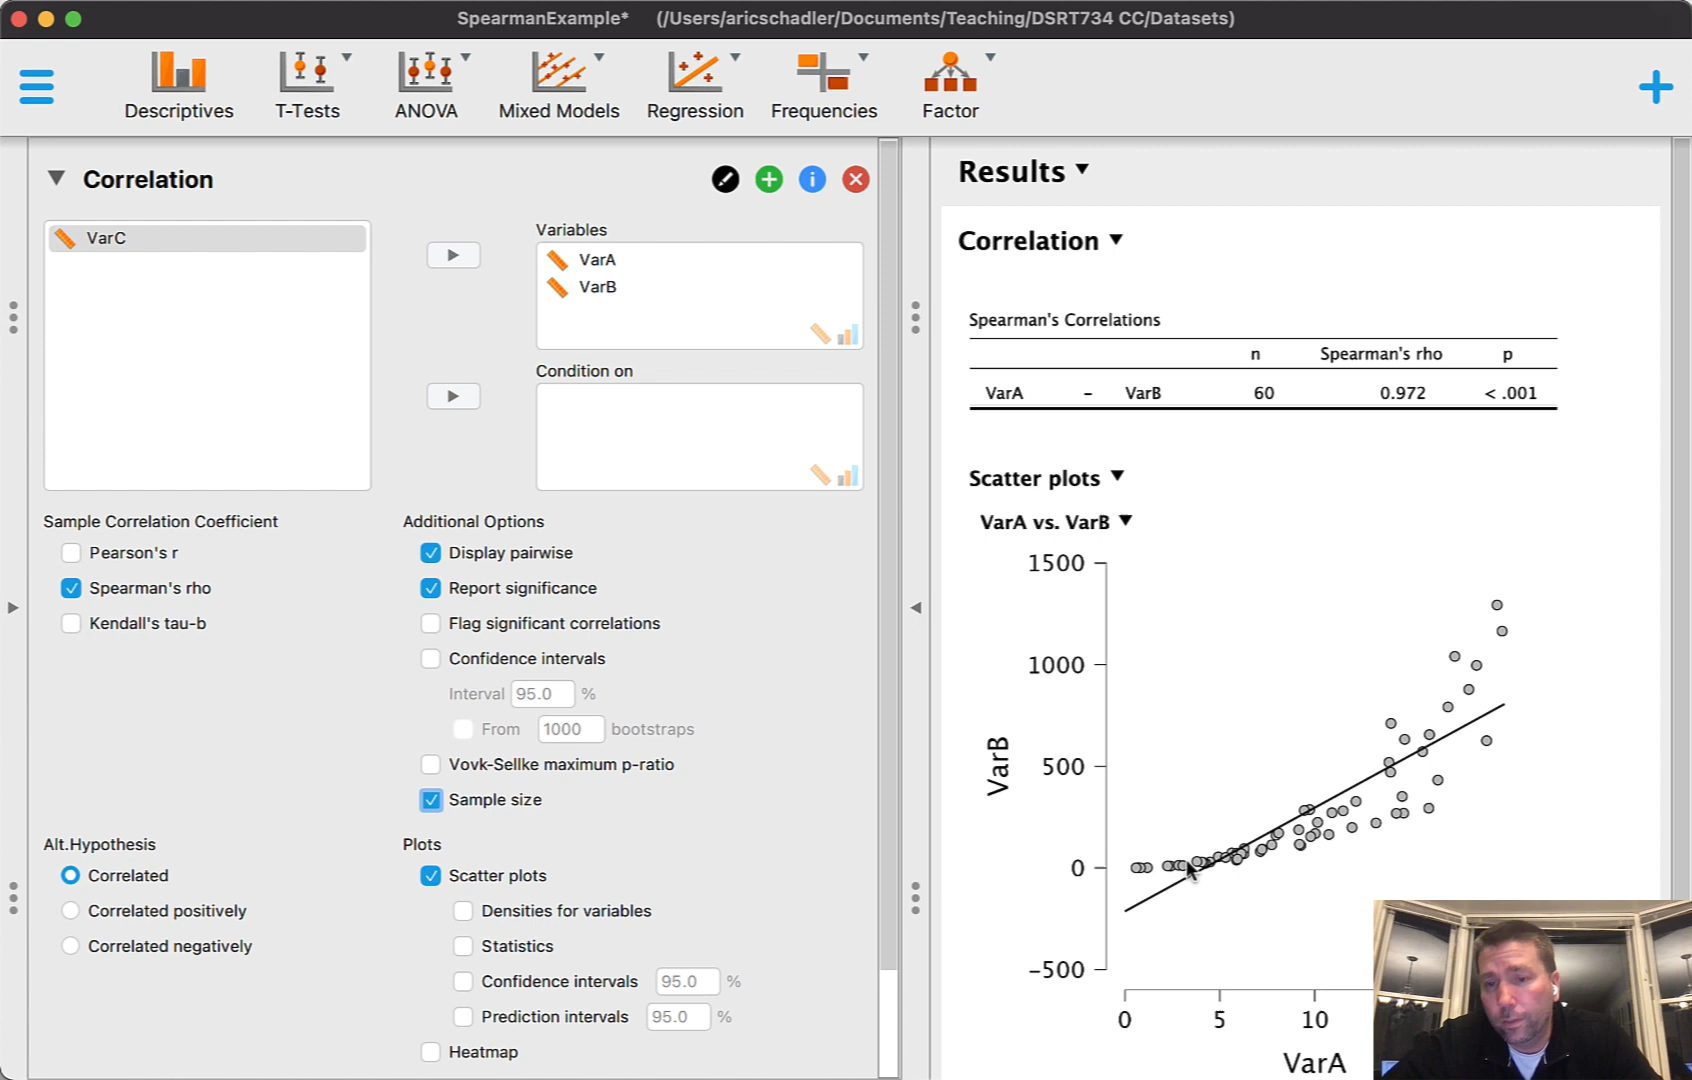 SpearmanExample* (/Users/aricschadler/Documents/Teaching/DSRT734 CC/Datasets)
Descriptives T-Tests ANOVA Mixed Models Regression Frequencies Factor
Correlation
VarC
Variables
VarA
VarB
Condition on
Sample Correlation Coefficient
Pearson's r
Spearman's rho
Kendall's tau-b
Additional Options
Display pairwise
Report significance
Flag significant correlations
Confidence intervals
Interval 95.0 %
From 1000 bootstraps
Vovk-Sellke maximum p-ratio
Sample size
Alt.Hypothesis
Correlated
Correlated positively
Correlated negatively
Plots
Scatter plots
Densities for variables
Statistics
Confidence intervals 95.0 %
Prediction intervals 95.0 %
Heatmap
Results
Correlation
Spearman's Correlations
n Spearman's rho p
VarA – VarB 60 0.972 < .001
Scatter plots
VarA vs. VarB
1500
1000
500
0
−500
VarB
0 5 10
VarA